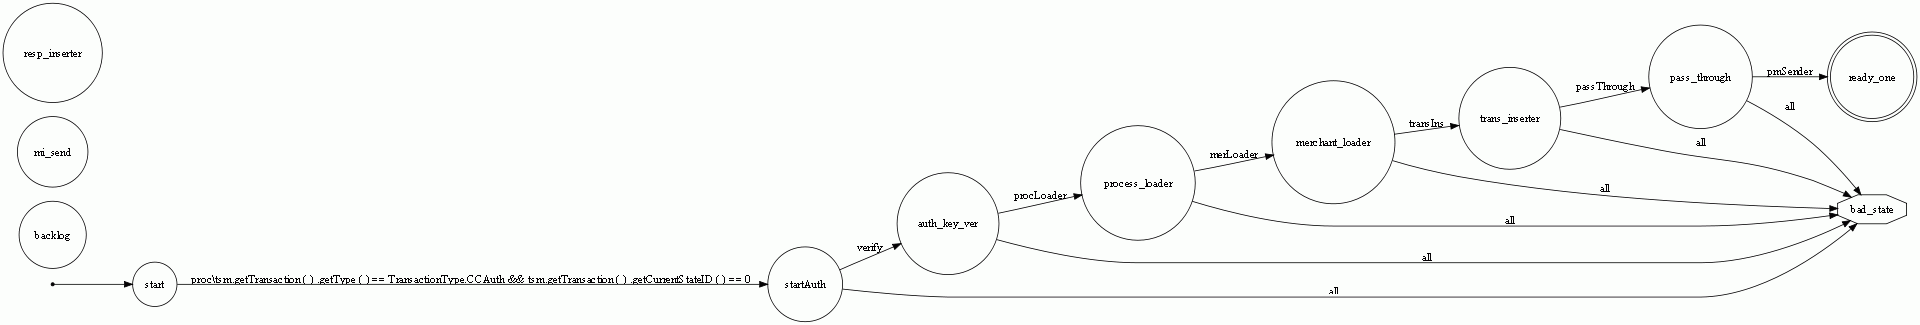 resp_inserter
mi_send
backlog
start
proc\tsm.getTransaction ( ) .getType ( ) == TransactionType.CCAuth && tsm.getTransaction ( ) .getCurrentStateID ( ) == 0
startAuth
verify
all
auth_key_ver
procLoader
all
process_loader
merLoader
all
merchant_loader
transIns
all
trans_inserter
passThrough
all
pass_through
pmSender
all
ready_one
bad_state